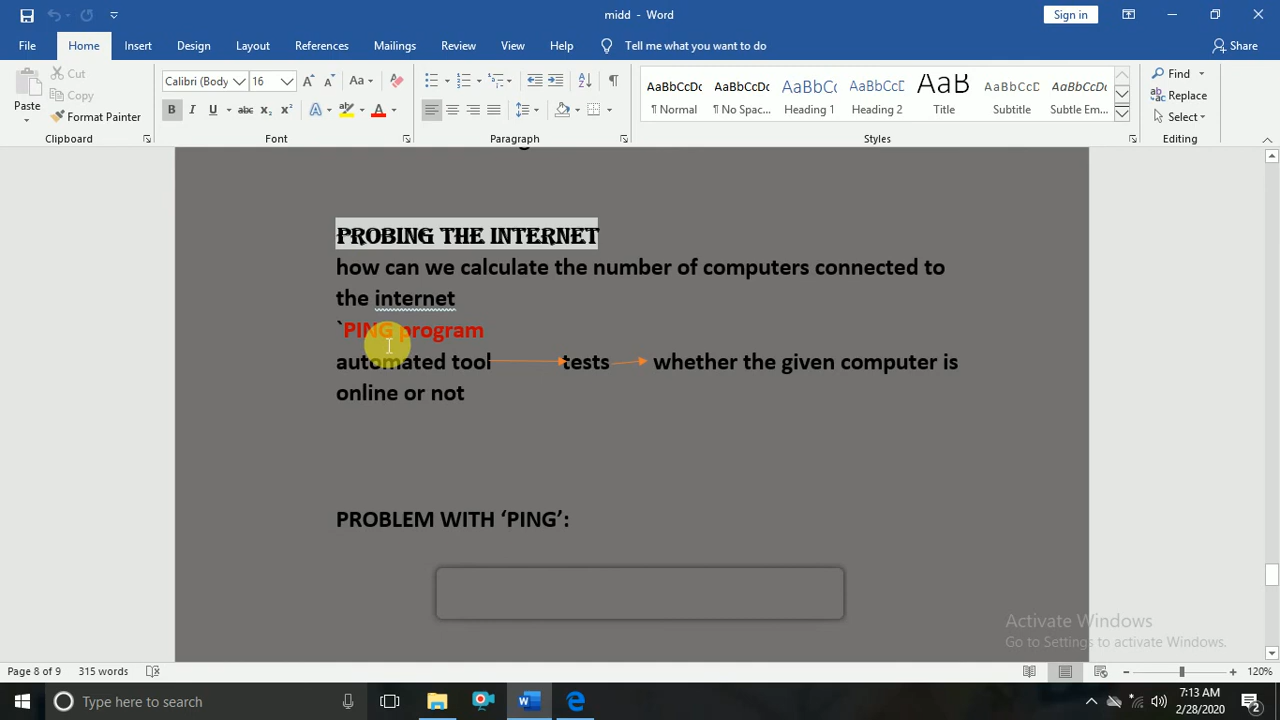 midd - Word
Sign in
File Home Insert Design Layout References Mailings Review View Help Tell me what you want to do Share
Cut
Copy
Paste
Format Painter
Clipboard
Calibri (Body 16
Font
Paragraph
AaBbCcDc AaBbCcDc AaBbCc AaBbCcD AaB AaBbCcD AaBbCcDc
¶ Normal ¶ No Spac... Heading 1 Heading 2 Title Subtitle Subtle Em...
Styles
Find
Replace
Select
Editing
PROBING THE INTERNET
how can we calculate the number of computers connected to
the internet
`PING program
automated tool tests whether the given computer is
online or not
PROBLEM WITH ‘PING’:
Activate Windows
Go to Settings to activate Windows.
Page 8 of 9 315 words 120%
Type here to search
7:13 AM
2/28/2020
2